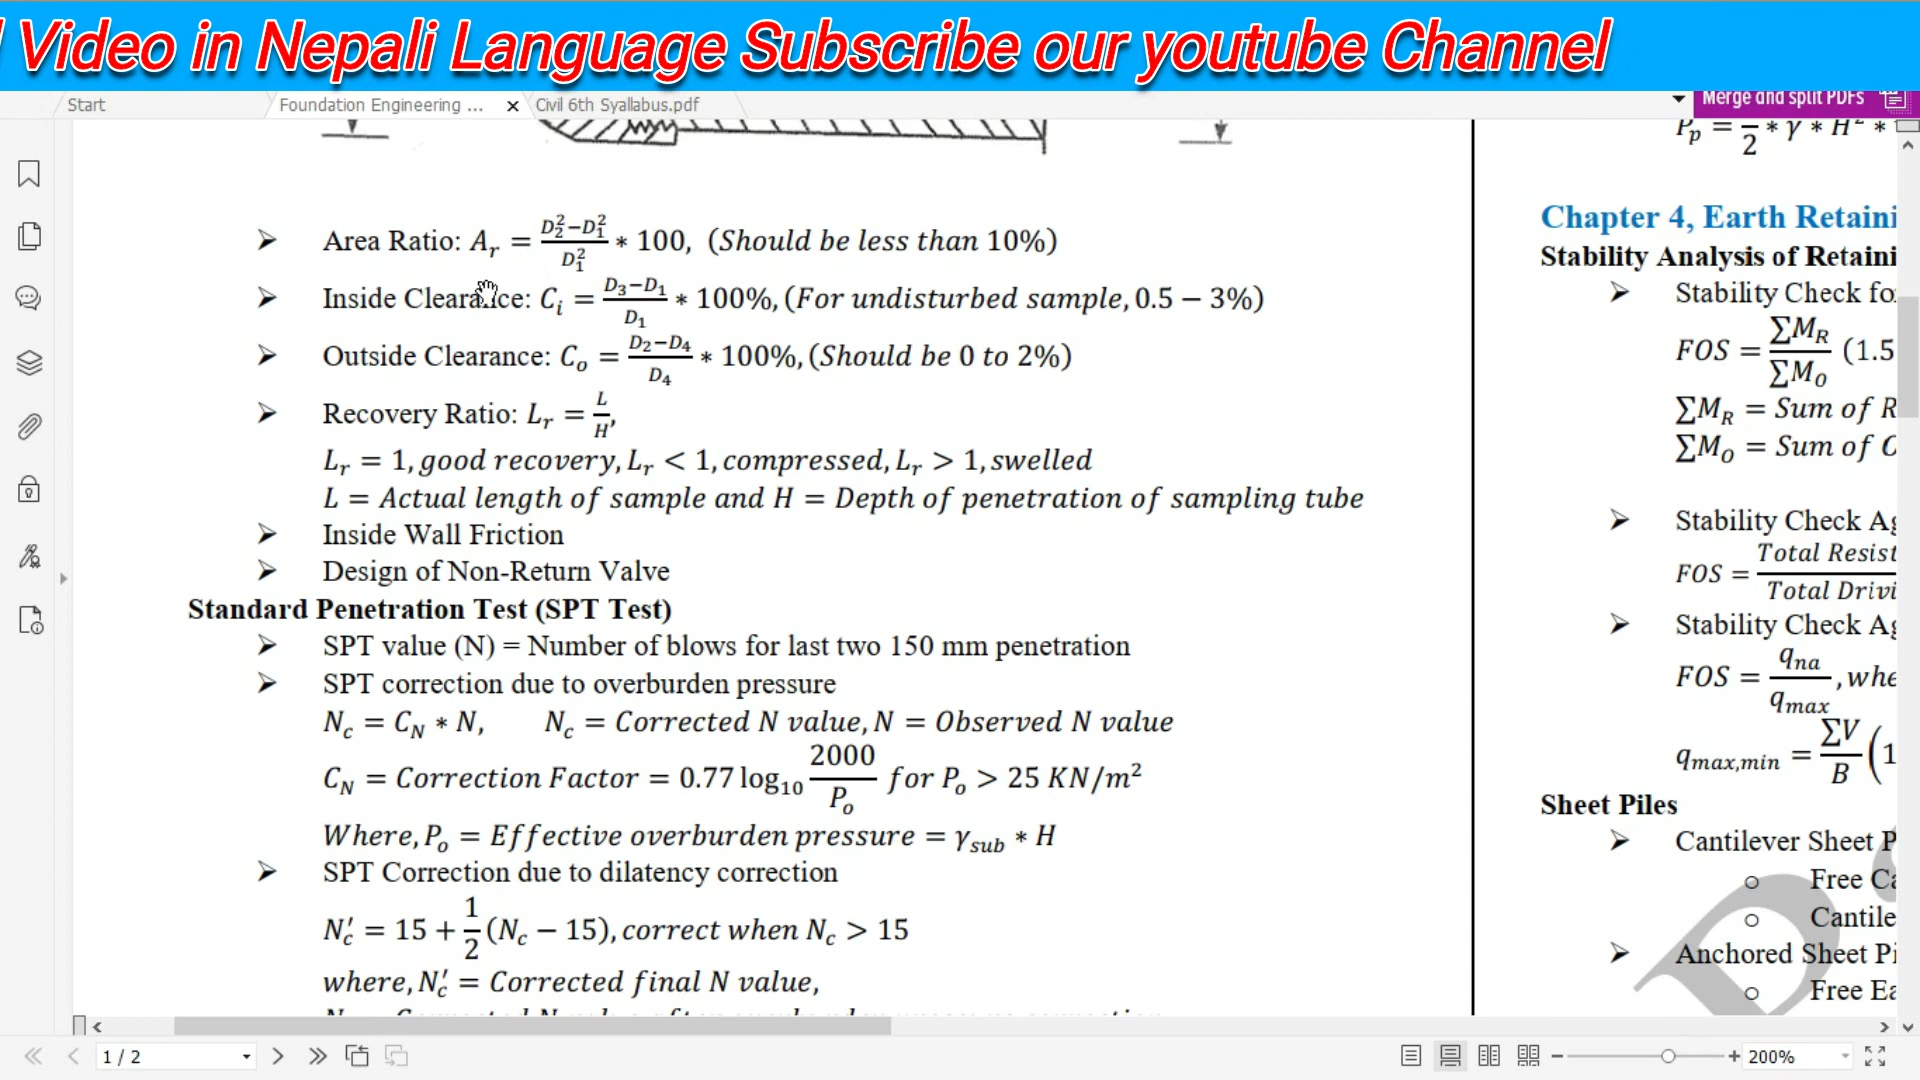 Video in Nepali Language Subscribe our youtube Channel
Start
Foundation Engineering ...
Civil 6th Syallabus.pdf
Merge and split PDFs
Area Ratio: A_r = (D_2^2−D_1^2)/D_1^2 * 100, (Should be less than 10%)
Inside Clearance: C_i = (D_3−D_1)/D_1 * 100%, (For undisturbed sample, 0.5 − 3%)
Outside Clearance: C_o = (D_2−D_4)/D_4 * 100%, (Should be 0 to 2%)
Recovery Ratio: L_r = L/H,
L_r = 1, good recovery, L_r < 1, compressed, L_r > 1, swelled
L = Actual length of sample and H = Depth of penetration of sampling tube
Inside Wall Friction
Design of Non-Return Valve
Standard Penetration Test (SPT Test)
SPT value (N) = Number of blows for last two 150 mm penetration
SPT correction due to overburden pressure
N_c = C_N * N, N_c = Corrected N value, N = Observed N value
C_N = Correction Factor = 0.77 log_10 2000/P_o for P_o > 25 KN/m^2
Where, P_o = Effective overburden pressure = γ_sub * H
SPT Correction due to dilatency correction
N_c′ = 15 + 1/2 (N_c − 15), correct when N_c > 15
where, N_c′ = Corrected final N value,
P_p = /2 * γ * H^2 *
Chapter 4, Earth Retaini
Stability Analysis of Retaini
Stability Check fo
FOS = ∑M_R/∑M_O (1.5
∑M_R = Sum of R
∑M_O = Sum of
Stability Check Ag
FOS = Total Resist/Total Drivi
Stability Check Ag
FOS = q_na/q_max, whe
q_max,min = ∑V/B (1
Sheet Piles
Cantilever Sheet P
Free Ca
Cantile
Anchored Sheet Pi
Free Ea
1 / 2
200%